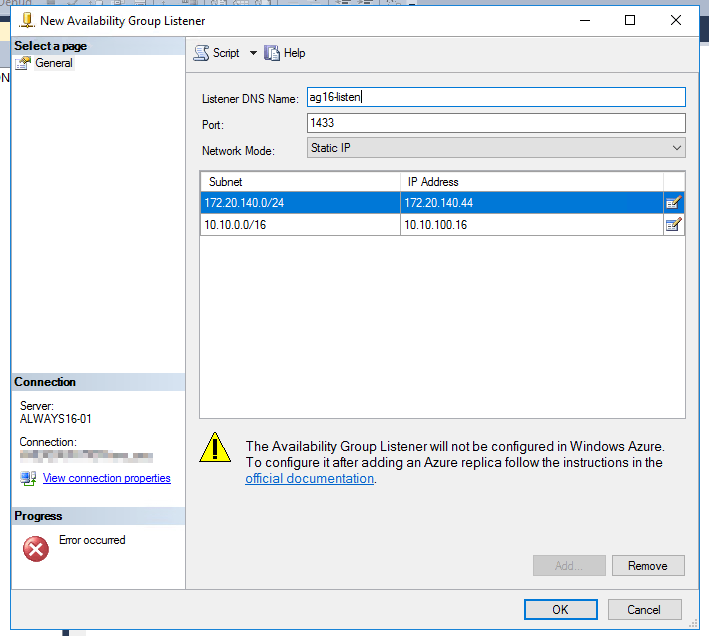 New Availability Group Listener
Select a page
General
Script
Help
Listener DNS Name:
ag16-listen
Port:
1433
Network Mode:
Static IP
Subnet
IP Address
172.20.140.0/24
172.20.140.44
10.10.0.0/16
10.10.100.16
Connection
Server:
ALWAYS16-01
Connection:
View connection properties
The Availability Group Listener will not be configured in Windows Azure.
To configure it after adding an Azure replica follow the instructions in the
official documentation.
Progress
Error occurred
Add...
Remove
OK
Cancel